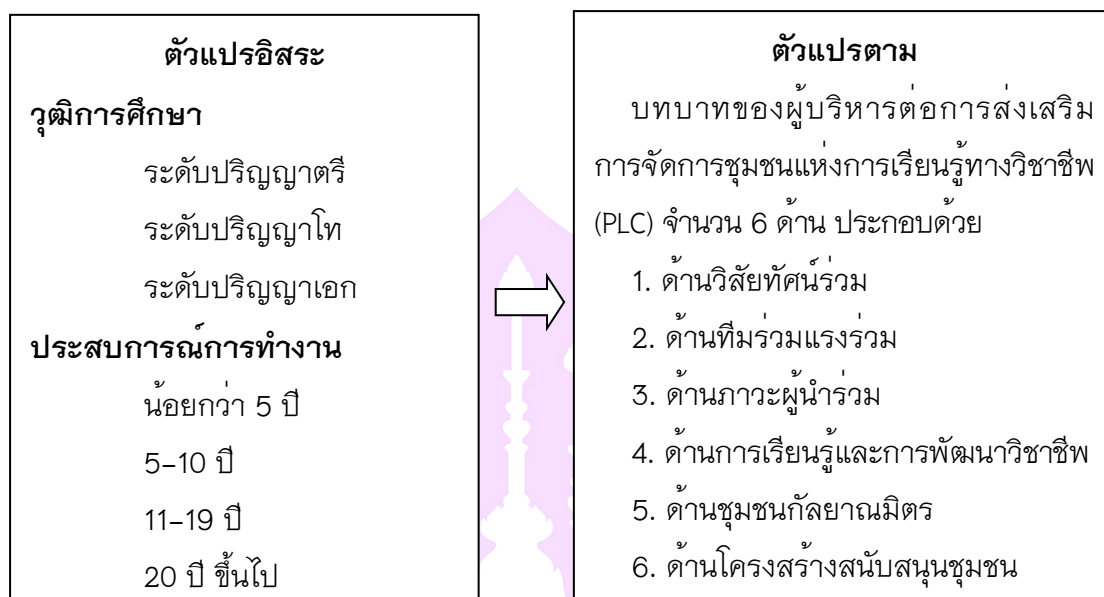 ตัวแปรอิสระ
วุฒิการศึกษา
ระดับปริญญาตรี
ระดับปริญญาโท
ระดับปริญญาเอก
ประสบการณ์การทำงาน
น้อยกว่า 5 ปี
5–10 ปี
11–19 ปี
20 ปี ขึ้นไป
ตัวแปรตาม
บทบาทของผู้บริหารต่อการส่งเสริม
การจัดการชุมชนแห่งการเรียนรู้ทางวิชาชีพ
(PLC) จำนวน 6 ด้าน ประกอบด้วย
1. ด้านวิสัยทัศน์ร่วม
2. ด้านทีมร่วมแรงร่วม
3. ด้านภาวะผู้นำร่วม
4. ด้านการเรียนรู้และการพัฒนาวิชาชีพ
5. ด้านชุมชนกัลยาณมิตร
6. ด้านโครงสร้างสนับสนุนชุมชน